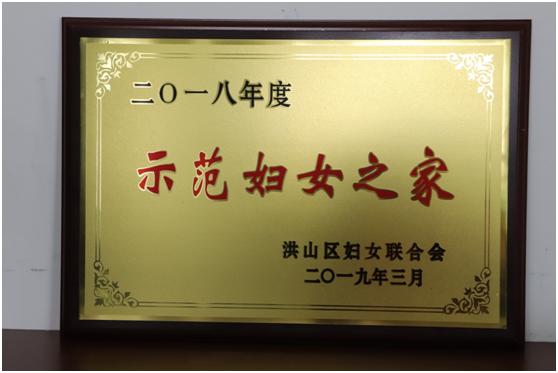 二〇一八年度
示范妇女之家
洪山区妇女联合会
二〇一九年三月